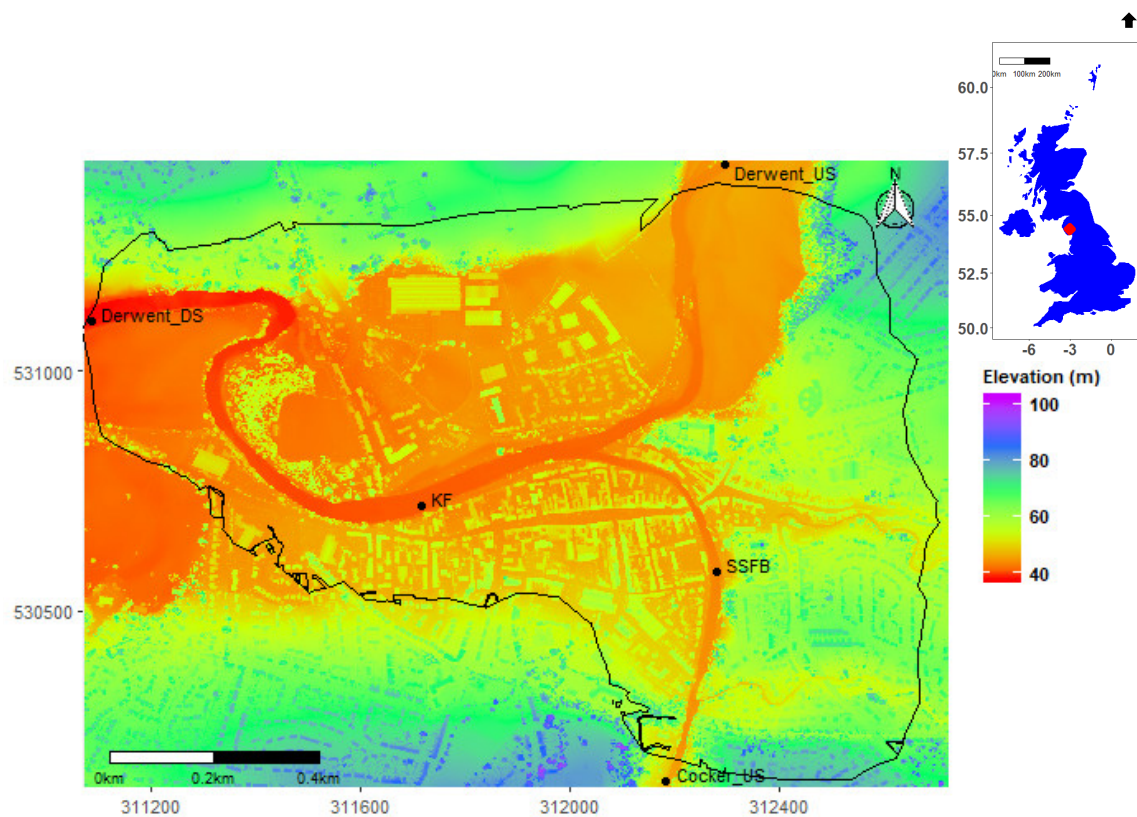 0km 100km 200km
60.0
57.5
55.0
52.5
50.0
-6 -3 0
Derwent_US
N
Derwent_DS
531000
KF
SSFB
530500
Cocker_US
0km 0.2km 0.4km
311200 311600 312000 312400
Elevation (m)
100
80
60
40